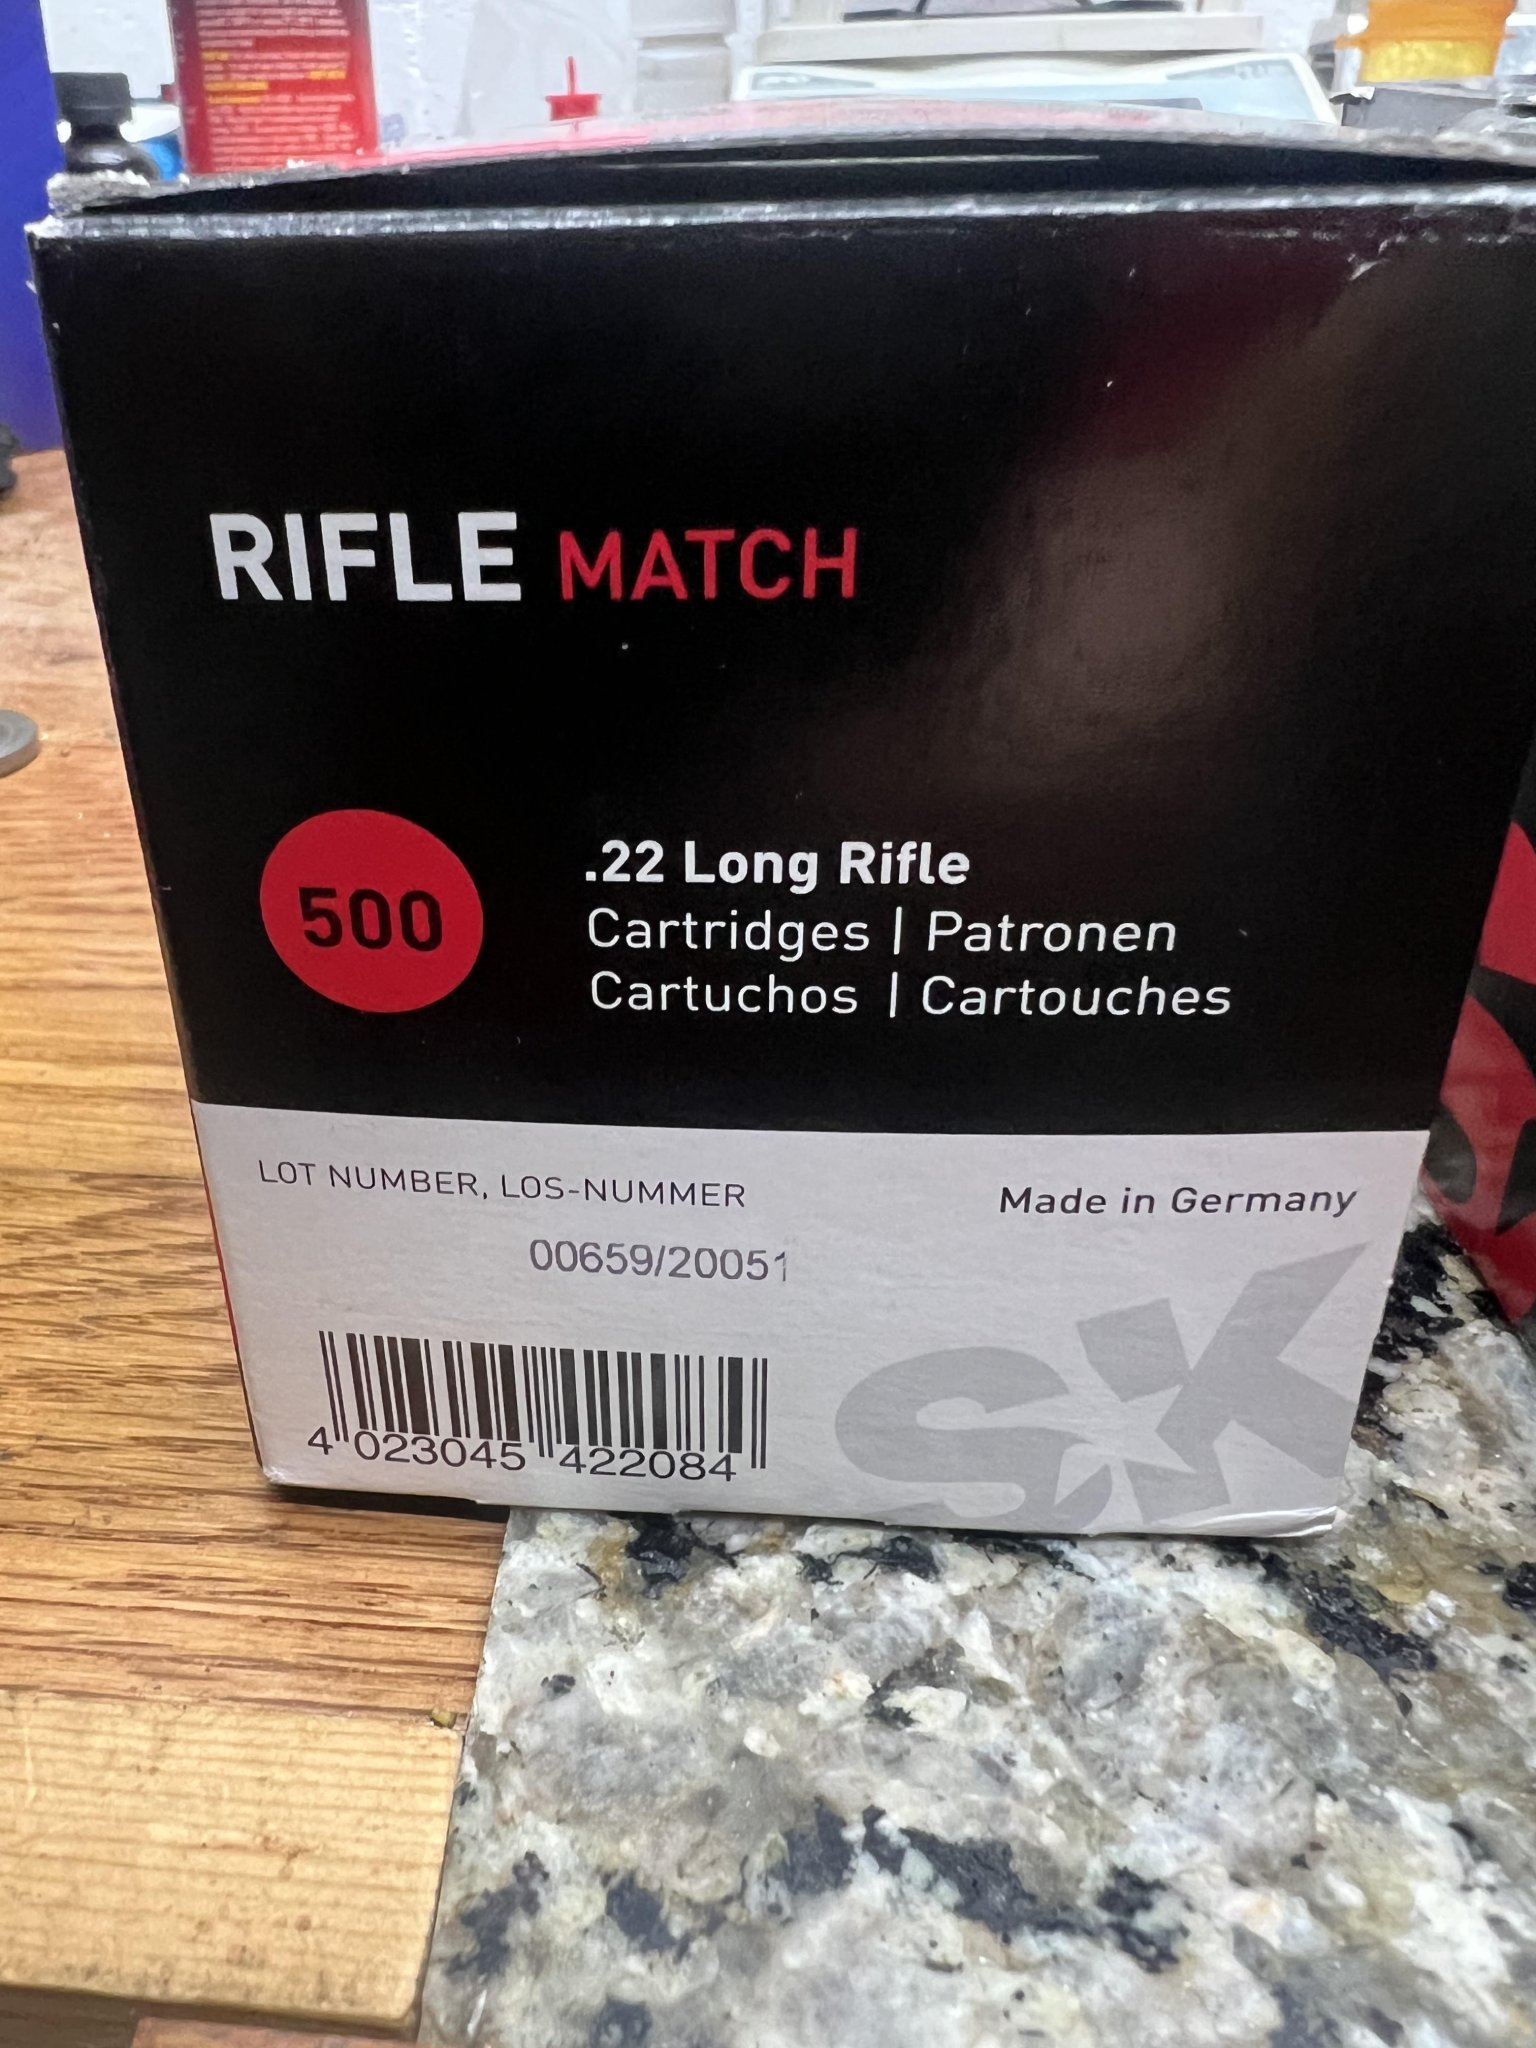 RIFLE MATCH
500
.22 Long Rifle
Cartridges | Patronen
Cartuchos | Cartouches
LOT NUMBER, LOS-NUMMER
Made in Germany
00659/20051
4 023045 422084
SK